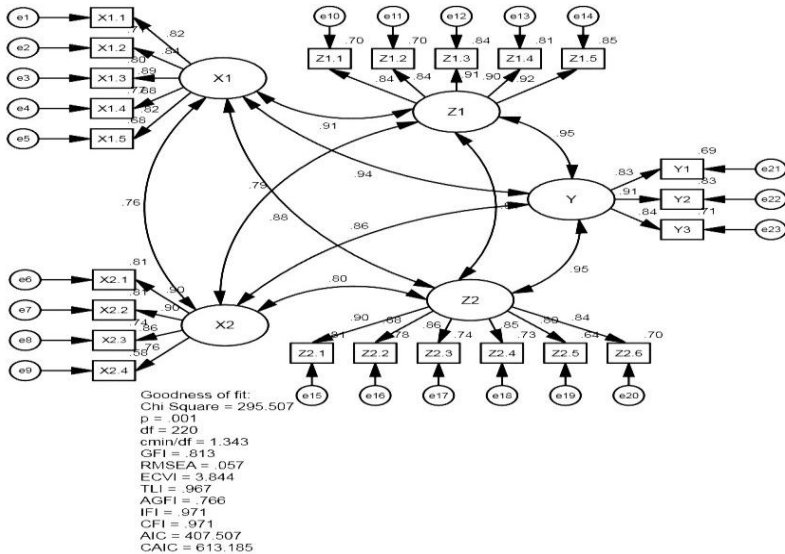 e1
X1.1
e2
X1.2
e3
X1.3
e4
X1.4
e5
X1.5
.82
.84
.80
.89
.88
.82
.68
X1
e10
e11
e12
e13
e14
.70
.70
.84
.81
.85
Z1.1
Z1.2
Z1.3
Z1.4
Z1.5
.84
.84
.91
.90
.92
Z1
.91
.95
.79
.94
.76
.88
.86
.80
.95
Y
.83
.91
.84
.69
Y1
e21
.83
Y2
e22
.71
Y3
e23
e6
X2.1
e7
X2.2
e8
X2.3
e9
X2.4
.81
.90
.81
.90
.74
.86
.76
.58
X2
Z2
.90
.88
.86
.85
.80
.84
.81
.78
.74
.73
.64
.70
Z2.1
Z2.2
Z2.3
Z2.4
Z2.5
Z2.6
e15
e16
e17
e18
e19
e20
Goodness of fit:
Chi Square = 295.507
p = .001
df = 220
cmin/df = 1.343
GFI = .813
RMSEA = .057
ECVI = 3.844
TLI = .967
AGFI = .766
IFI = .971
CFI = .971
AIC = 407.507
CAIC = 613.185